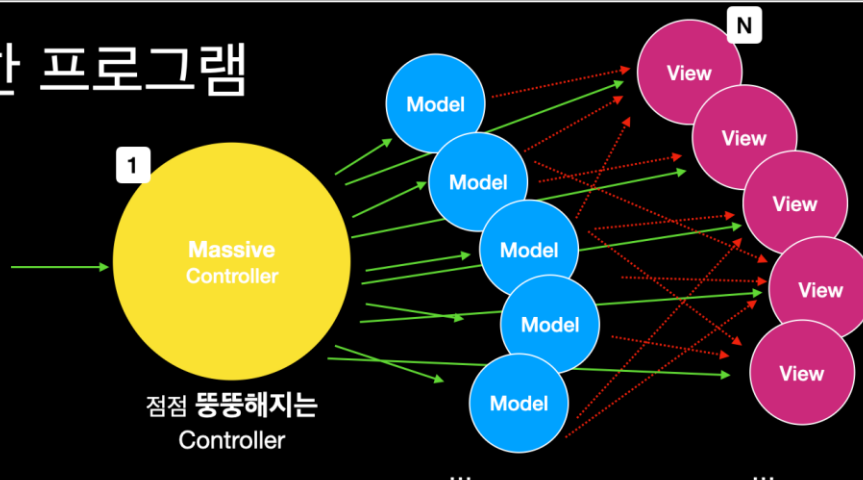 한 프로그램
N
1
Massive
Controller
점점 뚱뚱해지는
Controller
Model
Model
Model
Model
Model
View
View
View
View
View
...
...